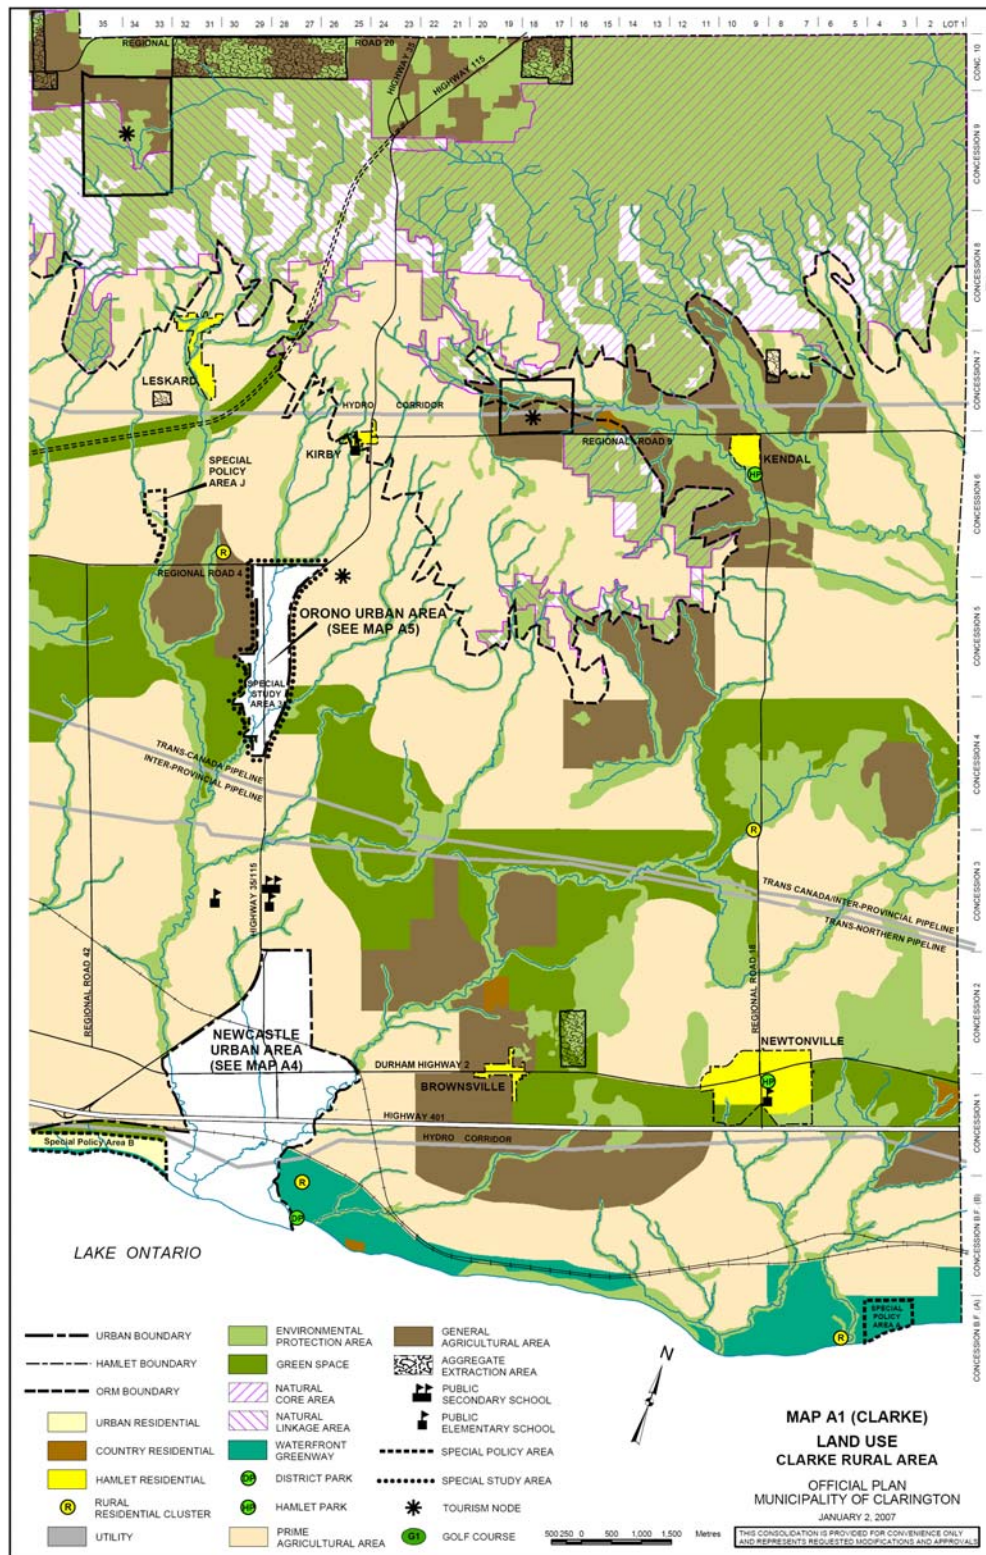 35 34 33 32 31 30 29 28 27 26 25 24 23 22 21 20 19 18 17 16 15 14 13 12 11 10 9 8 7 6 5 4 3 2 LOT 1
REGIONAL ROAD 20
HIGHWAY 35
HIGHWAY 115
CONC. 10
CONCESSION 9
CONCESSION 8
CONCESSION 7
LESKARD
HYDRO CORRIDOR
REGIONAL ROAD 9
KIRBY
KENDAL
HP
SPECIAL
POLICY
AREA J
CONCESSION 6
R
REGIONAL ROAD 4
ORONO URBAN AREA
(SEE MAP A5)
CONCESSION 5
SPECIAL
STUDY
AREA 3
TRANS-CANADA PIPELINE
INTER-PROVINCIAL PIPELINE
CONCESSION 4
R
HIGHWAY 35/115
CONCESSION 3
TRANS CANADA/INTER-PROVINCIAL PIPELINE
TRANS-NORTHERN PIPELINE
REGIONAL ROAD 42
REGIONAL ROAD 18
CONCESSION 2
NEWCASTLE
URBAN AREA
(SEE MAP A4)
NEWTONVILLE
DURHAM HIGHWAY 2
HP
BROWNSVILLE
HIGHWAY 401
CONCESSION 1
Special Policy Area B
HYDRO CORRIDOR
R
DP
CONCESSION B.F. (B)
LAKE ONTARIO
SPECIAL
POLICY
AREA
R
CONCESSION B.F. (A)
URBAN BOUNDARY
HAMLET BOUNDARY
ORM BOUNDARY
URBAN RESIDENTIAL
COUNTRY RESIDENTIAL
HAMLET RESIDENTIAL
R
RURAL
RESIDENTIAL CLUSTER
UTILITY
ENVIRONMENTAL
PROTECTION AREA
GREEN SPACE
NATURAL
CORE AREA
NATURAL
LINKAGE AREA
WATERFRONT
GREENWAY
DP
DISTRICT PARK
HP
HAMLET PARK
PRIME
AGRICULTURAL AREA
GENERAL
AGRICULTURAL AREA
AGGREGATE
EXTRACTION AREA
PUBLIC
SECONDARY SCHOOL
PUBLIC
ELEMENTARY SCHOOL
SPECIAL POLICY AREA
SPECIAL STUDY AREA
TOURISM NODE
G1
GOLF COURSE
N
500 250 0 500 1,000 1,500 Metres
MAP A1 (CLARKE)
LAND USE
CLARKE RURAL AREA
OFFICIAL PLAN
MUNICIPALITY OF CLARINGTON
JANUARY 2, 2007
THIS CONSOLIDATION IS PROVIDED FOR CONVENIENCE ONLY
AND REPRESENTS REQUESTED MODIFICATIONS AND APPROVALS